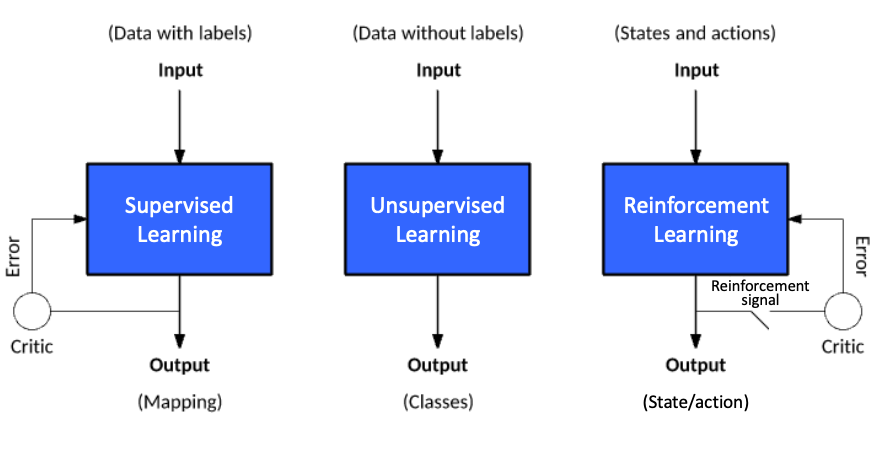 (Data with labels)
Input
Supervised
Learning
Error
Critic
Output
(Mapping)
(Data without labels)
Input
Unsupervised
Learning
Output
(Classes)
(States and actions)
Input
Reinforcement
Learning
Error
Reinforcement
signal
Critic
Output
(State/action)